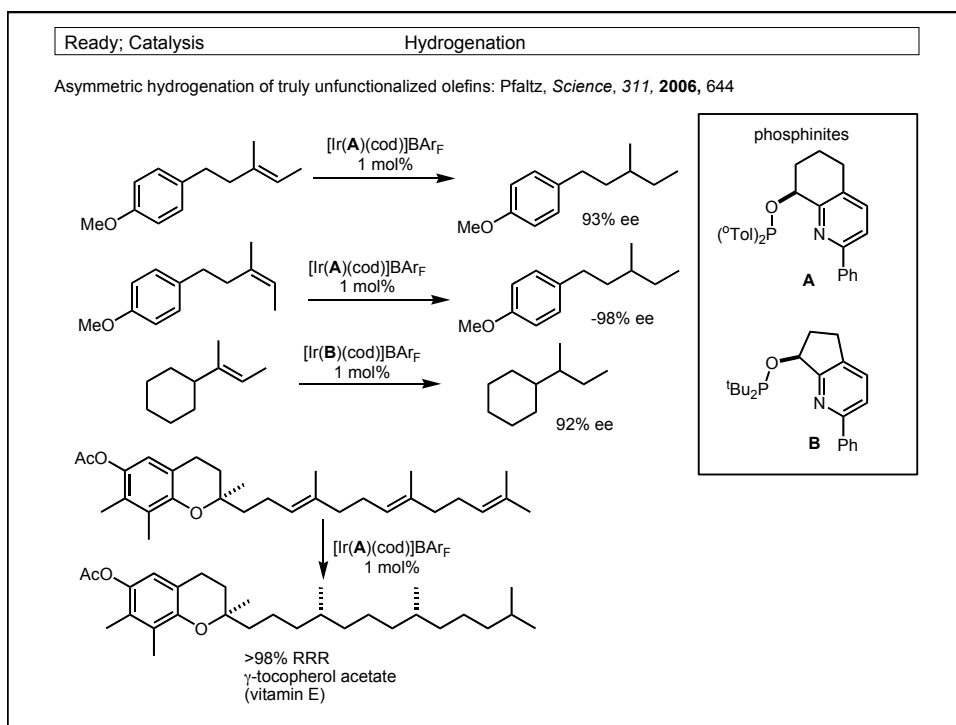 Ready; Catalysis Hydrogenation
Asymmetric hydrogenation of truly unfunctionalized olefins: Pfaltz, Science, 311, 2006, 644
[Ir(A)(cod)]BArF
1 mol%
MeO
MeO
93% ee
[Ir(A)(cod)]BArF
1 mol%
MeO
MeO
-98% ee
[Ir(B)(cod)]BArF
1 mol%
92% ee
AcO
O
[Ir(A)(cod)]BArF
1 mol%
AcO
O
>98% RRR
γ-tocopherol acetate
(vitamin E)
phosphinites
O
(oTol)2P
N
Ph
A
O
tBu2P
N
Ph
B